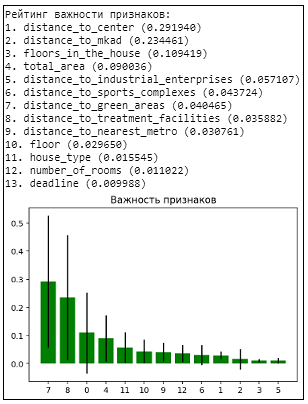 Рейтинг важности признаков:
1. distance_to_center (0.291940)
2. distance_to_mkad (0.234461)
3. floors_in_the_house (0.109419)
4. total_area (0.090036)
5. distance_to_industrial_enterprises (0.057107)
6. distance_to_sports_complexes (0.043724)
7. distance_to_green_areas (0.040465)
8. distance_to_treatment_facilities (0.035882)
9. distance_to_nearest_metro (0.030761)
10. floor (0.029650)
11. house_type (0.015545)
12. number_of_rooms (0.011022)
13. deadline (0.009988)
Важность признаков
0.5
0.4
0.3
0.2
0.1
0.0
7 8 0 4 11 10 9 12 6 1 2 3 5